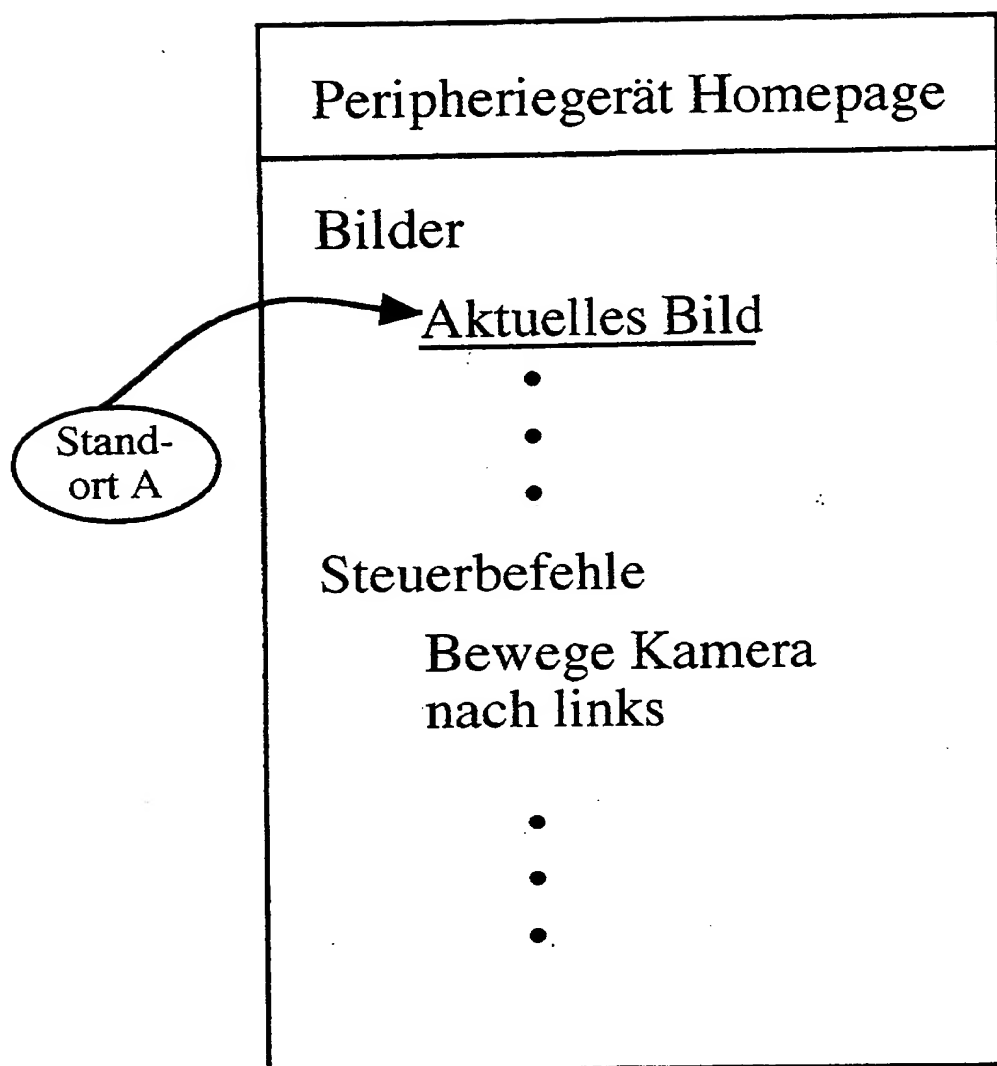 Peripheriegerät Homepage
Bilder
Aktuelles Bild
Stand-
ort A
Steuerbefehle
Bewege Kamera
nach links